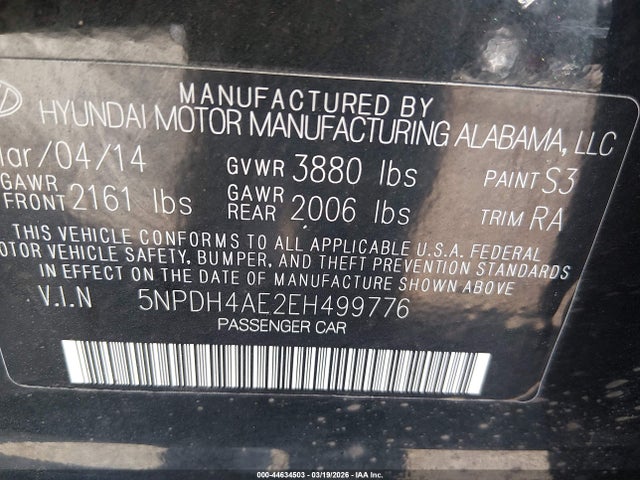 MANUFACTURED BY
HYUNDAI MOTOR MANUFACTURING ALABAMA, LLC
/04/14 GVWR 3880 lbs PAINT S3
GAWR FRONT 2161 lbs GAWR REAR 2006 lbs TRIM RA
THIS VEHICLE CONFORMS TO ALL APPLICABLE U.S.A. FEDERAL
MOTOR VEHICLE SAFETY, BUMPER, AND THEFT PREVENTION STANDARDS
IN EFFECT ON THE DATE OF MANUFACTURE SHOWN ABOVE.
V.I.N 5NPDH4AE2EH499776
PASSENGER CAR
000-44634503 - 03/19/2026 - IAA Inc.